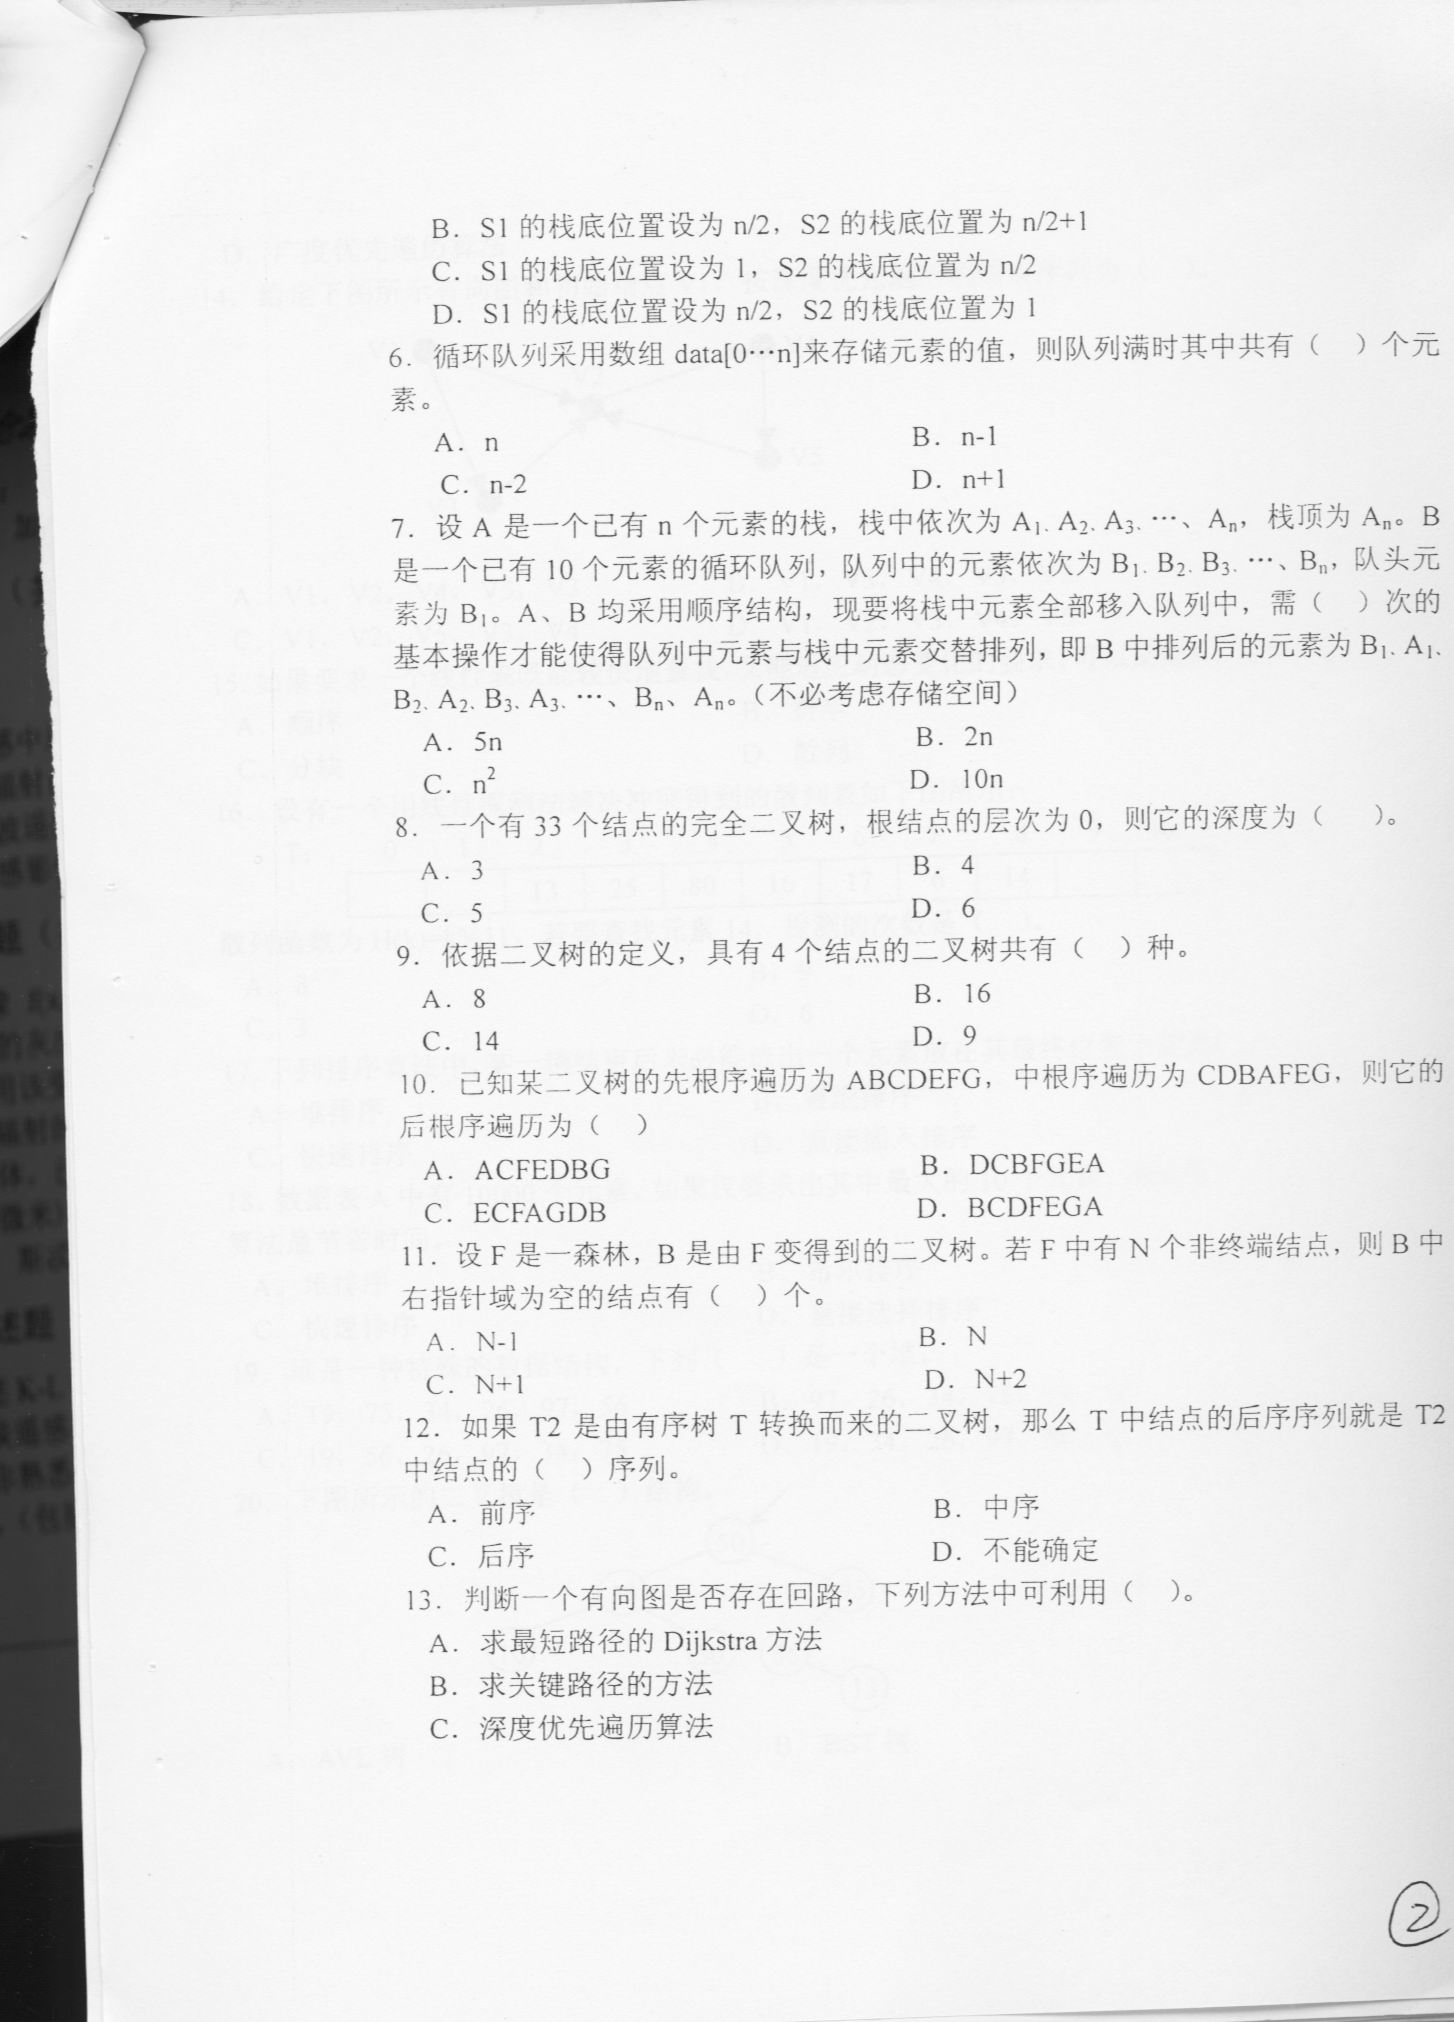 B．S1 的栈底位置设为 n/2，S2 的栈底位置为 n/2+1
C．S1 的栈底位置设为 1，S2 的栈底位置为 n/2
D．S1 的栈底位置设为 n/2，S2 的栈底位置为 1
6．循环队列采用数组 data[0…n]来存储元素的值，则队列满时其中共有（　）个元
素。
A．n
B．n-1
C．n-2
D．n+1
7．设 A 是一个已有 n 个元素的栈，栈中依次为 A₁、A₂、A₃、…、Aₙ，栈顶为 Aₙ。B
是一个已有 10 个元素的循环队列，队列中的元素依次为 B₁、B₂、B₃、…、Bₙ，队头元
素为 B₁。A、B 均采用顺序结构，现要将栈中元素全部移入队列中，需（　）次的
基本操作才能使得队列中元素与栈中元素交替排列，即 B 中排列后的元素为 B₁、A₁、
B₂、A₂、B₃、A₃、…、Bₙ、Aₙ。（不必考虑存储空间）
A．5n
B．2n
C．n²
D．10n
8．一个有 33 个结点的完全二叉树，根结点的层次为 0，则它的深度为（　）。
A．3
B．4
C．5
D．6
9．依据二叉树的定义，具有 4 个结点的二叉树共有（　）种。
A．8
B．16
C．14
D．9
10．已知某二叉树的先根序遍历为 ABCDEFG，中根序遍历为 CDBAFEG，则它的
后根序遍历为（　）
A．ACFEDBG
B．DCBFGEA
C．ECFAGDB
D．BCDFEGA
11．设 F 是一森林，B 是由 F 变得到的二叉树。若 F 中有 N 个非终端结点，则 B 中
右指针域为空的结点有（　）个。
A．N-1
B．N
C．N+1
D．N+2
12．如果 T2 是由有序树 T 转换而来的二叉树，那么 T 中结点的后序序列就是 T2
中结点的（　）序列。
A．前序
B．中序
C．后序
D．不能确定
13．判断一个有向图是否存在回路，下列方法中可利用（　）。
A．求最短路径的 Dijkstra 方法
B．求关键路径的方法
C．深度优先遍历算法
②